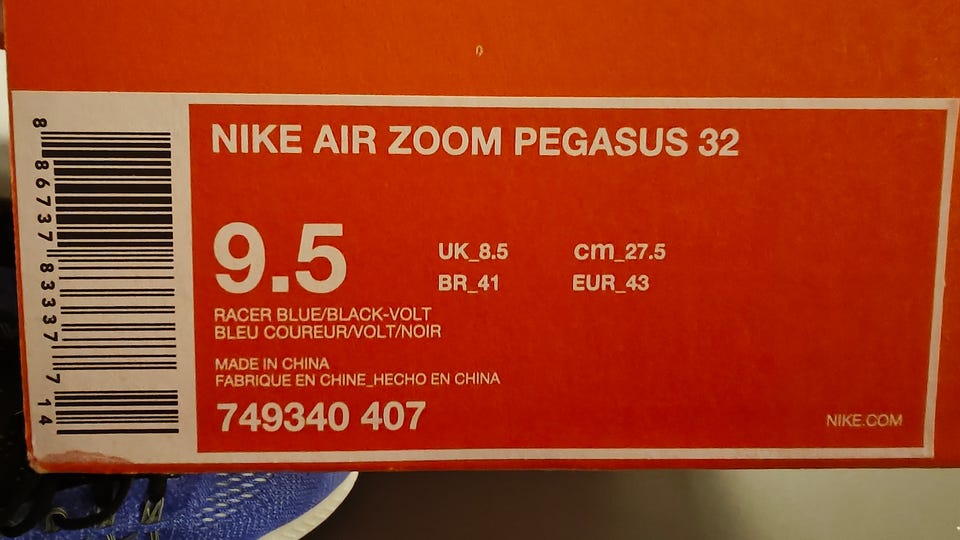 NIKE AIR ZOOM PEGASUS 32
9.5
UK_8.5 cm_27.5
BR_41 EUR_43
RACER BLUE/BLACK-VOLT
BLEU COUREUR/VOLT/NOIR
MADE IN CHINA
FABRIQUE EN CHINE_HECHO EN CHINA
749340 407
NIKE.COM
8 86737 83337 7 14